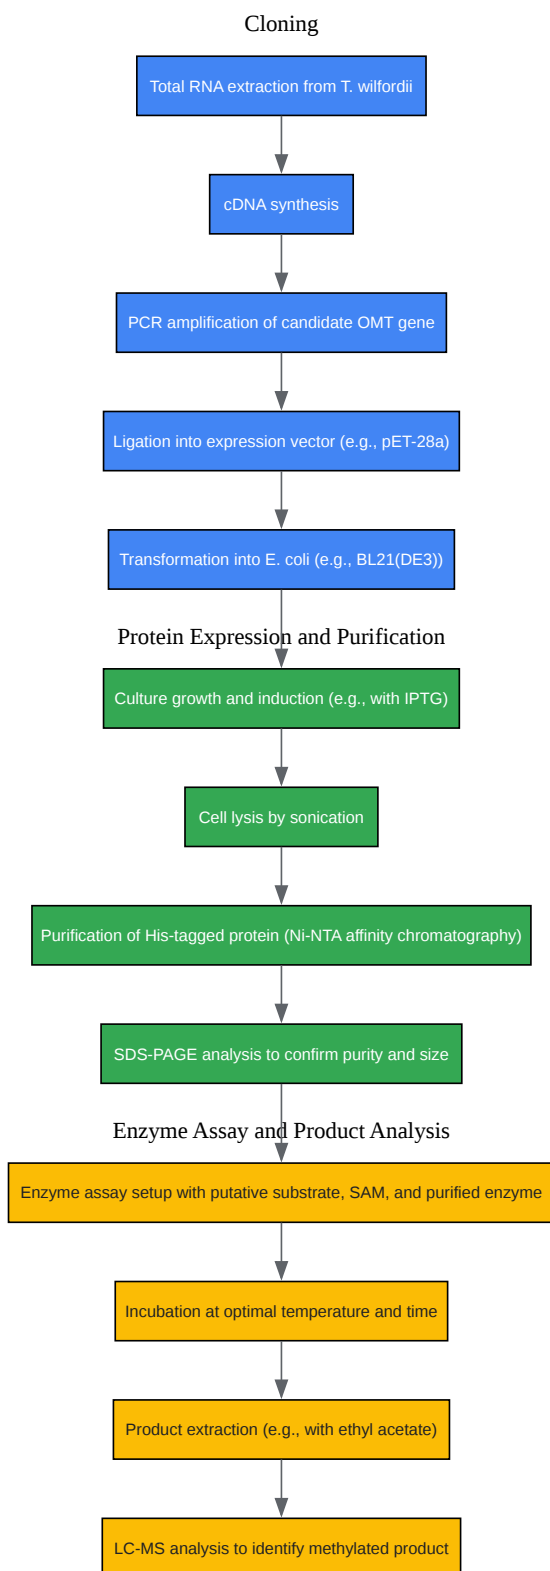 Cloning
Total RNA extraction from T. wilfordii
cDNA synthesis
PCR amplification of candidate OMT gene
Ligation into expression vector (e.g., pET-28a)
Transformation into E. coli (e.g., BL21(DE3))
Protein Expression and Purification
Culture growth and induction (e.g., with IPTG)
Cell lysis by sonication
Purification of His-tagged protein (Ni-NTA affinity chromatography)
SDS-PAGE analysis to confirm purity and size
Enzyme Assay and Product Analysis
Enzyme assay setup with putative substrate, SAM, and purified enzyme
Incubation at optimal temperature and time
Product extraction (e.g., with ethyl acetate)
LC-MS analysis to identify methylated product